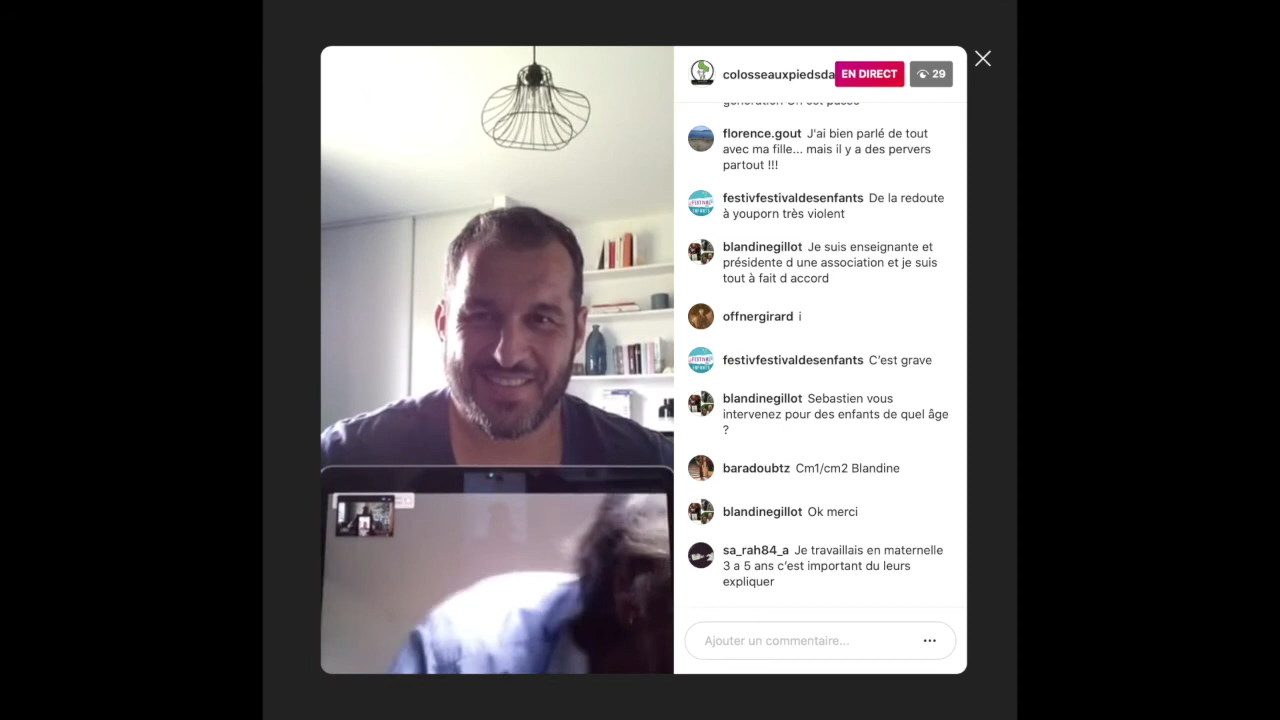 colosseauxpiedsda EN DIRECT 29
florence.gout J'ai bien parlé de tout
avec ma fille... mais il y a des pervers
partout !!!
festivfestivaldesenfants De la redoute
à youporn très violent
blandinegillot Je suis enseignante et
présidente d une association et je suis
tout à fait d accord
offnergirard i
festivfestivaldesenfants C'est grave
blandinegillot Sebastien vous
intervenez pour des enfants de quel âge
?
baradoubtz Cm1/cm2 Blandine
blandinegillot Ok merci
sa_rah84_a Je travaillais en maternelle
3 a 5 ans c'est important du leurs
expliquer
Ajouter un commentaire...